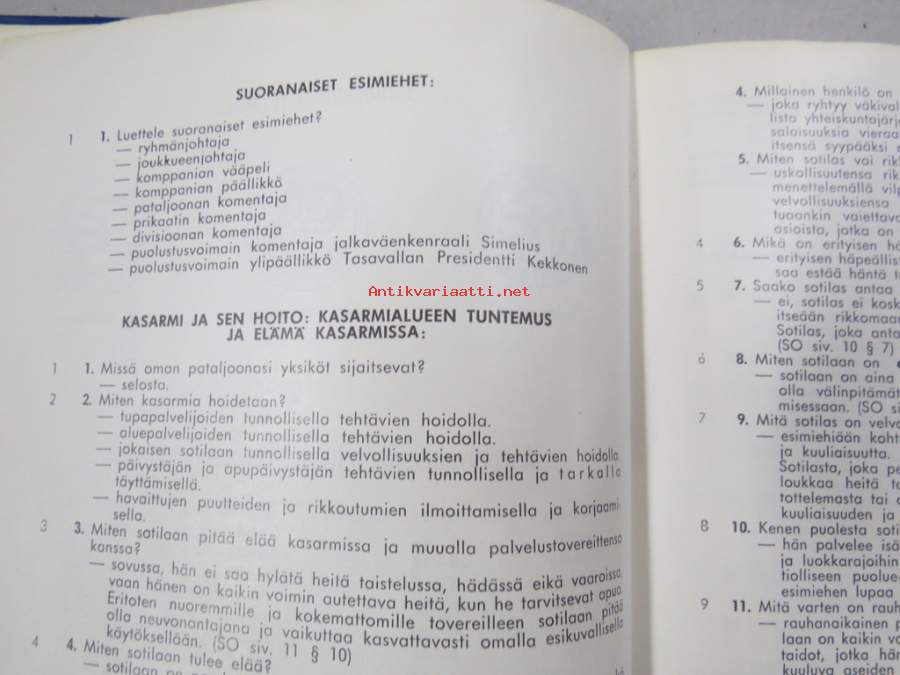 SUORANAISET ESIMIEHET:
1 1. Luettele suoranaiset esimiehet?
— ryhmänjohtaja
— joukkueenjohtaja
— komppanian vääpeli
— komppanian päällikkö
— pataljoonan komentaja
— prikaatin komentaja
— divisioonan komentaja
— puolustusvoimain komentaja jalkaväenkenraali Simelius
— puolustusvoimain ylipäällikkö Tasavallan Presidentti Kekkonen
Antikvariaatti.net
KASARMI JA SEN HOITO: KASARMIALUEEN TUNTEMUS
JA ELÄMÄ KASARMISSA:
1 1. Missä oman pataljoonasi yksiköt sijaitsevat?
— selosta.
2 2. Miten kasarmia hoidetaan?
— tupapalvelijoiden tunnollisella tehtävien hoidolla.
— aluepalvelijoiden tunnollisella tehtävien hoidolla.
— jokaisen sotilaan tunnollisella velvollisuuksien ja tehtävien hoidolla.
— päivystäjän ja apupäivystäjän tehtävien tunnollisella ja tarkalla
täyttämisellä.
— havaittujen puutteiden ja rikkoutumien ilmoittamisella ja korjaami-
sella.
3 3. Miten sotilaan pitää elää kasarmissa ja muualla palvelustovereittensa
kanssa?
— sovussa, hän ei saa hylätä heitä taistelussa, hädässä eikä vaaroissa,
vaan hänen on kaikin voimin autettava heitä, kun he tarvitsevat apua.
Eritoten nuoremmille ja kokemattomille tovereilleen sotilaan pitää
olla neuvonantajana ja vaikuttaa kasvattavasti omalla esikuvallisella
käytöksellään. (SO siv. 11 § 10)
4 4. Miten sotilaan tulee elää?
— sotilaan on
4. Millainen henkilö on
— joka ryhtyy väkival
lista yhteiskuntajärj
salaisuuksia vieraa
itsensä syypääksi
5. Miten sotilas voi rik
— uskollisuutensa rik
menettelemällä vilp
velvollisuuksiensa
tuaankin vaiettava
asioista, jotka on
4 6. Mikä on erityisen hä
— erityisen häpeällist
saa estää häntä t
5 7. Saako sotilas antaa
— ei, sotilas ei kosk
itseään rikkomaan
Sotilas, joka anta
(SO siv. 10 § 7)
6 8. Miten sotilaan on
— sotilaan on aina
olla välinpitämät
misessaan. (SO si
7 9. Mitä sotilas on velvo
— esimiehiään koht
ja kuuliaisuutta.
Sotilasta, joka pe
loukkaa heitä ta
tottelemasta tai
kuuliaisuuden ja
8 10. Kenen puolesta soti
— hän palvelee isä
ja luokkarajoihin
tiolliseen puolue-
esimiehen lupaa
9 11. Mitä varten on rauh
— rauhanaikainen p
laan on kaikin vo
taidot, jotka hän
kuuluva aseiden